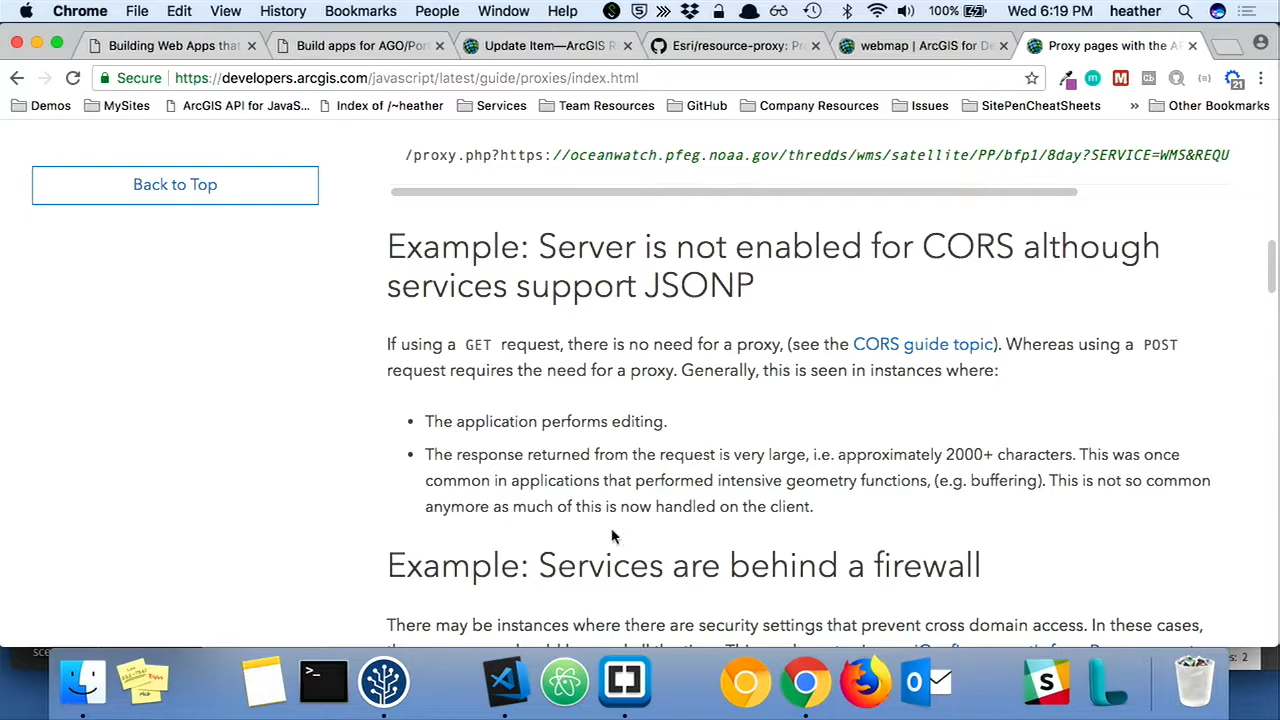 Chrome File Edit View History Bookmarks People Window Help 100% Wed 6:19 PM heather
Building Web Apps that
Build apps for AGO/Port
Update Item—ArcGIS R
Esri/resource-proxy: Pr
webmap | ArcGIS for De
Proxy pages with the AR
Secure https://developers.arcgis.com/javascript/latest/guide/proxies/index.html 21
Demos MySites ArcGIS API for JavaS... Index of /~heather Services Team Resources GitHub Company Resources Issues SitePenCheatSheets » Other Bookmarks
/proxy.php?https://oceanwatch.pfeg.noaa.gov/thredds/wms/satellite/PP/bfp1/8day?SERVICE=WMS&REQU
Back to Top
Example: Server is not enabled for CORS although
services support JSONP
If using a GET request, there is no need for a proxy, (see the CORS guide topic). Whereas using a POST
request requires the need for a proxy. Generally, this is seen in instances where:
• The application performs editing.
• The response returned from the request is very large, i.e. approximately 2000+ characters. This was once
common in applications that performed intensive geometry functions, (e.g. buffering). This is not so common
anymore as much of this is now handled on the client.
Example: Services are behind a firewall
There may be instances where there are security settings that prevent cross domain access. In these cases,